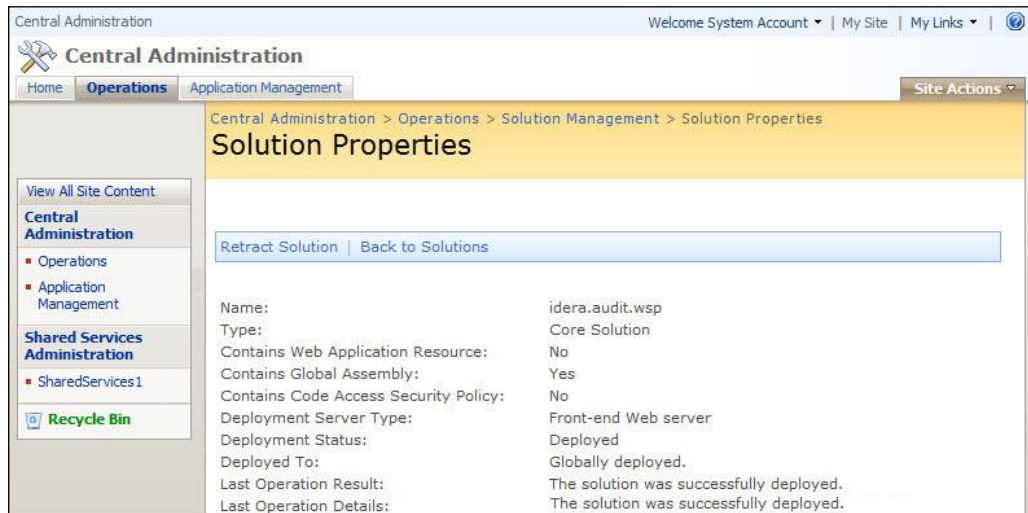 Central Administration
Welcome System Account | My Site | My Links |
Central Administration
Home Operations Application Management Site Actions
Central Administration > Operations > Solution Management > Solution Properties
Solution Properties
View All Site Content
Central
Administration
Operations
Application
Management
Shared Services
Administration
SharedServices1
Recycle Bin
Retract Solution | Back to Solutions
Name: idera.audit.wsp
Type: Core Solution
Contains Web Application Resource: No
Contains Global Assembly: Yes
Contains Code Access Security Policy: No
Deployment Server Type: Front-end Web server
Deployment Status: Deployed
Deployed To: Globally deployed.
Last Operation Result: The solution was successfully deployed.
Last Operation Details: The solution was successfully deployed.